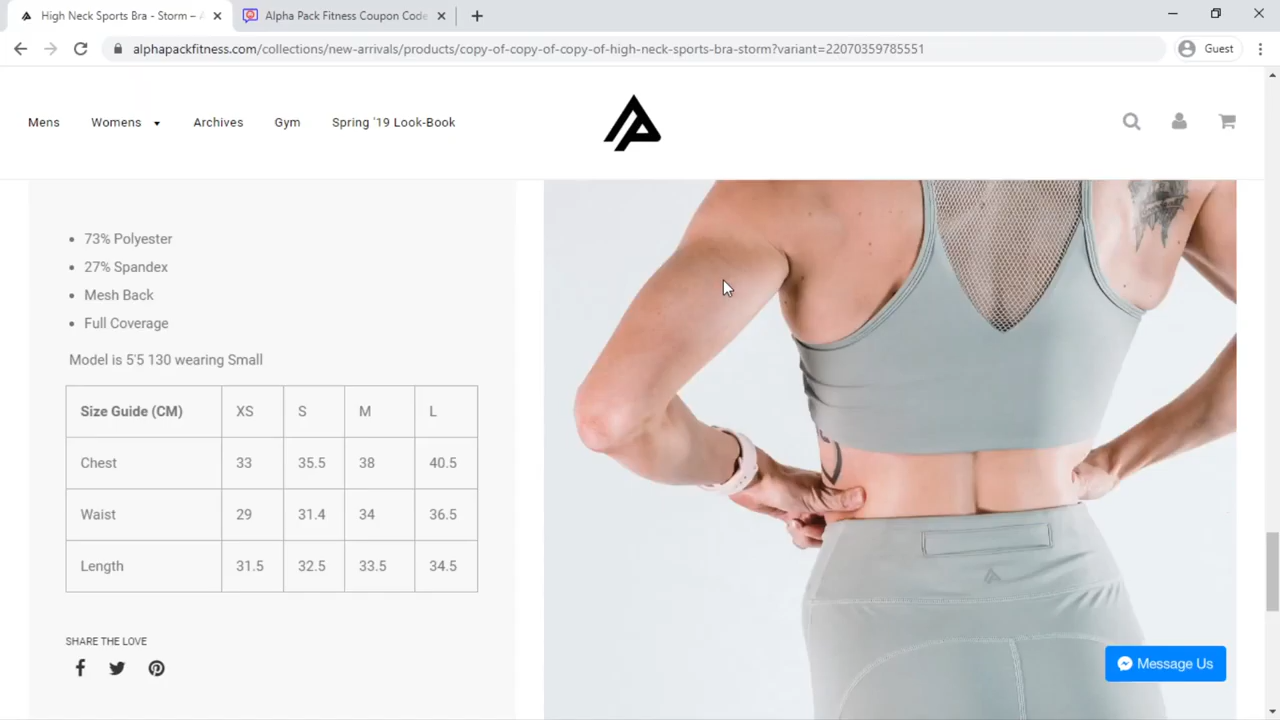 High Neck Sports Bra - Storm –
Alpha Pack Fitness Coupon Code
alphapackfitness.com/collections/new-arrivals/products/copy-of-copy-of-copy-of-high-neck-sports-bra-storm?variant=22070359785551
Guest
Mens Womens Archives Gym Spring '19 Look-Book
73% Polyester
27% Spandex
Mesh Back
Full Coverage
Model is 5'5 130 wearing Small
Size Guide (CM) XS S M L
Chest 33 35.5 38 40.5
Waist 29 31.4 34 36.5
Length 31.5 32.5 33.5 34.5
SHARE THE LOVE
Message Us